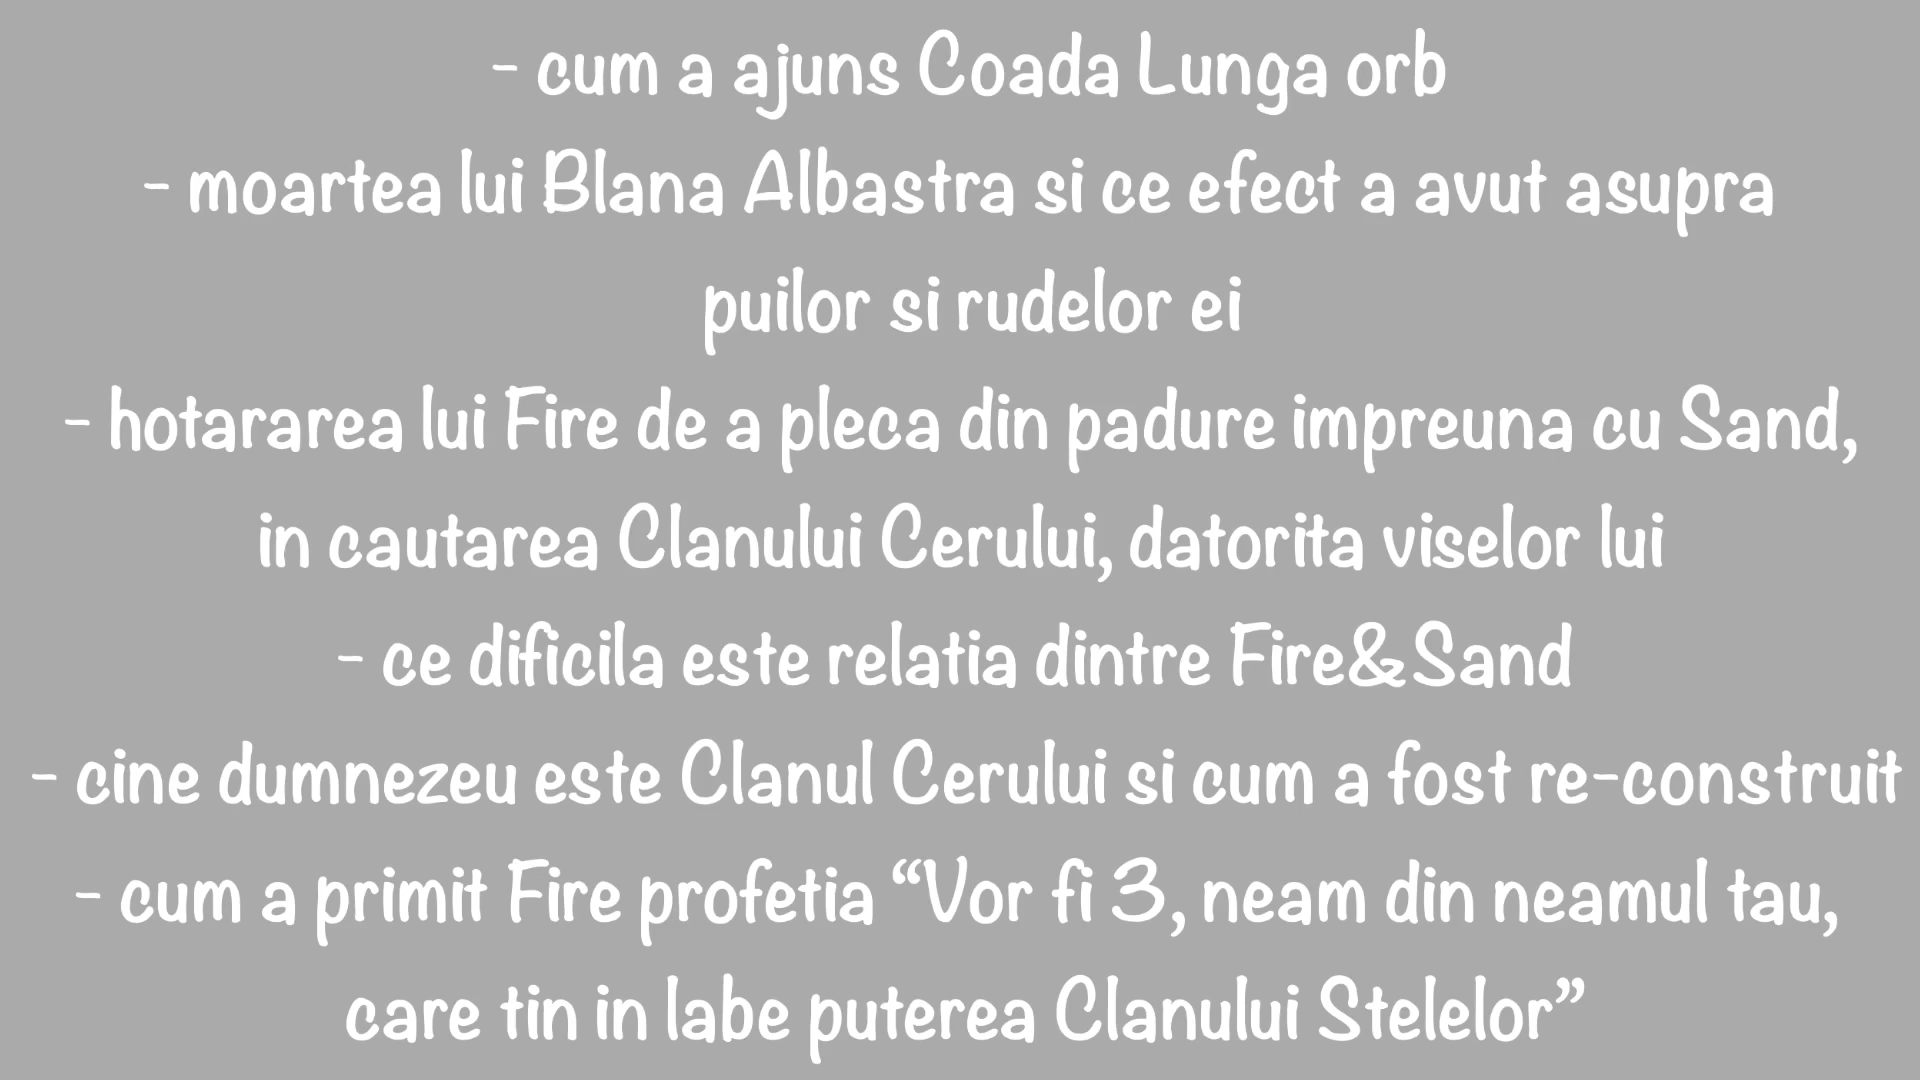 - cum a ajuns Coada Lunga orb
- moartea lui Blana Albastra si ce efect a avut asupra
puilor si rudelor ei
- hotararea lui Fire de a pleca din padure impreuna cu Sand,
in cautarea Clanului Cerului, datorita viselor lui
- ce dificila este relatia dintre Fire&Sand
- cine dumnezeu este Clanul Cerului si cum a fost re-construit
- cum a primit Fire profetia “Vor fi 3, neam din neamul tau,
care tin in labe puterea Clanului Stelelor”